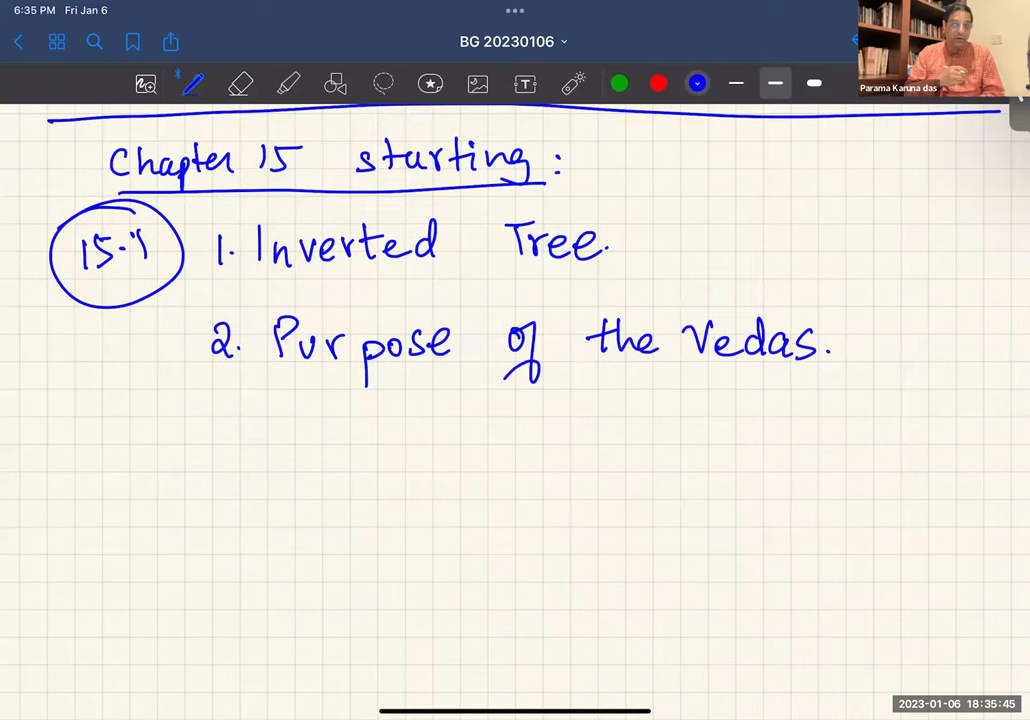 6:35 PM Fri Jan 6
BG 20230106
Parama Karuna das
Chapter 15 starting:
15.1 1. Inverted Tree.
2. Purpose of the Vedas.
2023-01-06 18:35:45